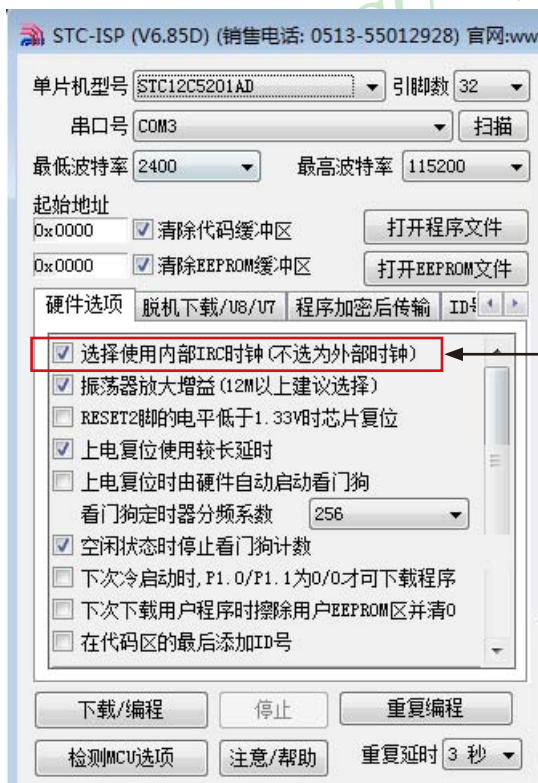 STC-ISP (V6.85D) (销售电话: 0513-55012928) 官网:ww
单片机型号 STC12C5201AD 引脚数 32
串口号 COM3 扫描
最低波特率 2400 最高波特率 115200
起始地址
0x0000 清除代码缓冲区 打开程序文件
0x0000 清除EEPROM缓冲区 打开EEPROM文件
硬件选项 脱机下载/U8/U7 程序加密后传输 ID号
选择使用内部IRC时钟(不选为外部时钟)
振荡器放大增益(12M以上建议选择)
RESET2脚的电平低于1.33V时芯片复位
上电复位使用较长延时
上电复位时由硬件自动启动看门狗
看门狗定时器分频系数 256
空闲状态时停止看门狗计数
下次冷启动时,P1.0/P1.1为0/0才可下载程序
下次下载用户程序时擦除用户EEPROM区并清0
在代码区的最后添加ID号
下载/编程 停止 重复编程
检测MCU选项 注意/帮助 重复延时 3 秒